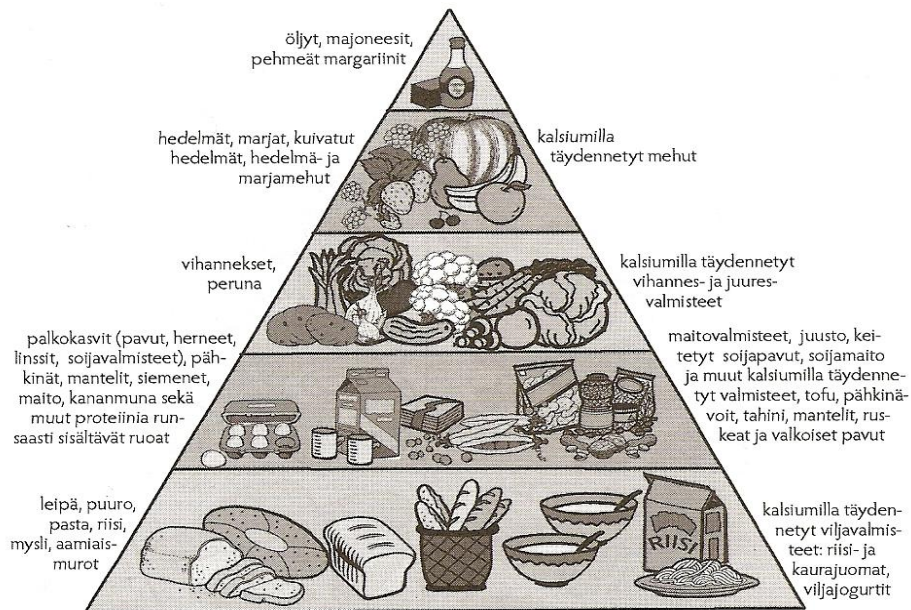 öljyt, majoneesit,
pehmeät margariinit
hedelmät, marjat, kuivatut
hedelmät, hedelmä- ja
marjamehut
kalsiumilla
täydennetyt mehut
vihannekset,
peruna
kalsiumilla täydennetyt
vihannes- ja juures-
valmisteet
palkokasvit (pavut, herneet,
linssit, soijavalmisteet), päh-
kinät, mantelit, siemenet,
maito, kananmuna sekä
muut proteiinia run-
saasti sisältävät ruoat
maitovalmisteet, juusto, kei-
tetyt soijapavut, soijamaito
ja muut kalsiumilla täydenne-
tyt valmisteet, tofu, pähkinä-
voit, tahini, mantelit, rus-
keat ja valkoiset pavut
leipä, puuro,
pasta, riisi,
mysli, aamiais-
murot
RIISI
kalsiumilla täyden-
netyt viljavalmis-
teet: riisi- ja
kaurajuomat,
viljajogurtit